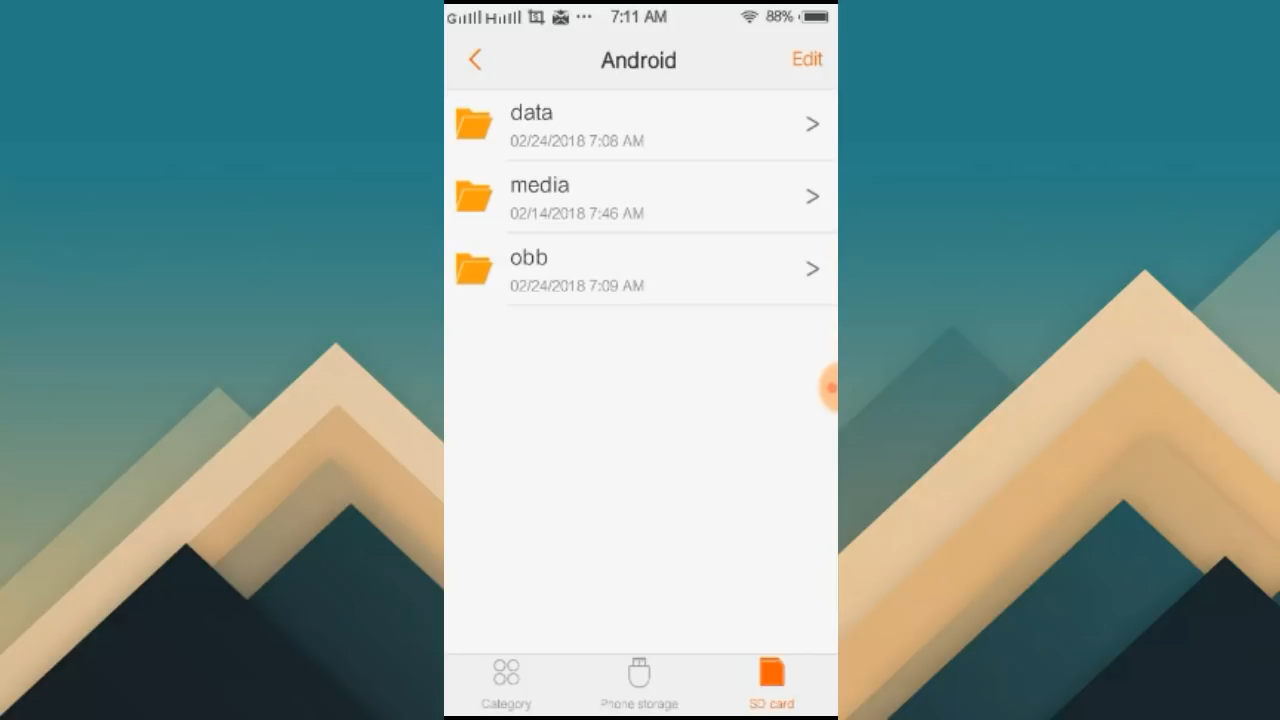 G H 7:11 AM 88%
Android Edit
data
02/24/2018 7:08 AM
media
02/14/2018 7:46 AM
obb
02/24/2018 7:09 AM
Category Phone storage SD card